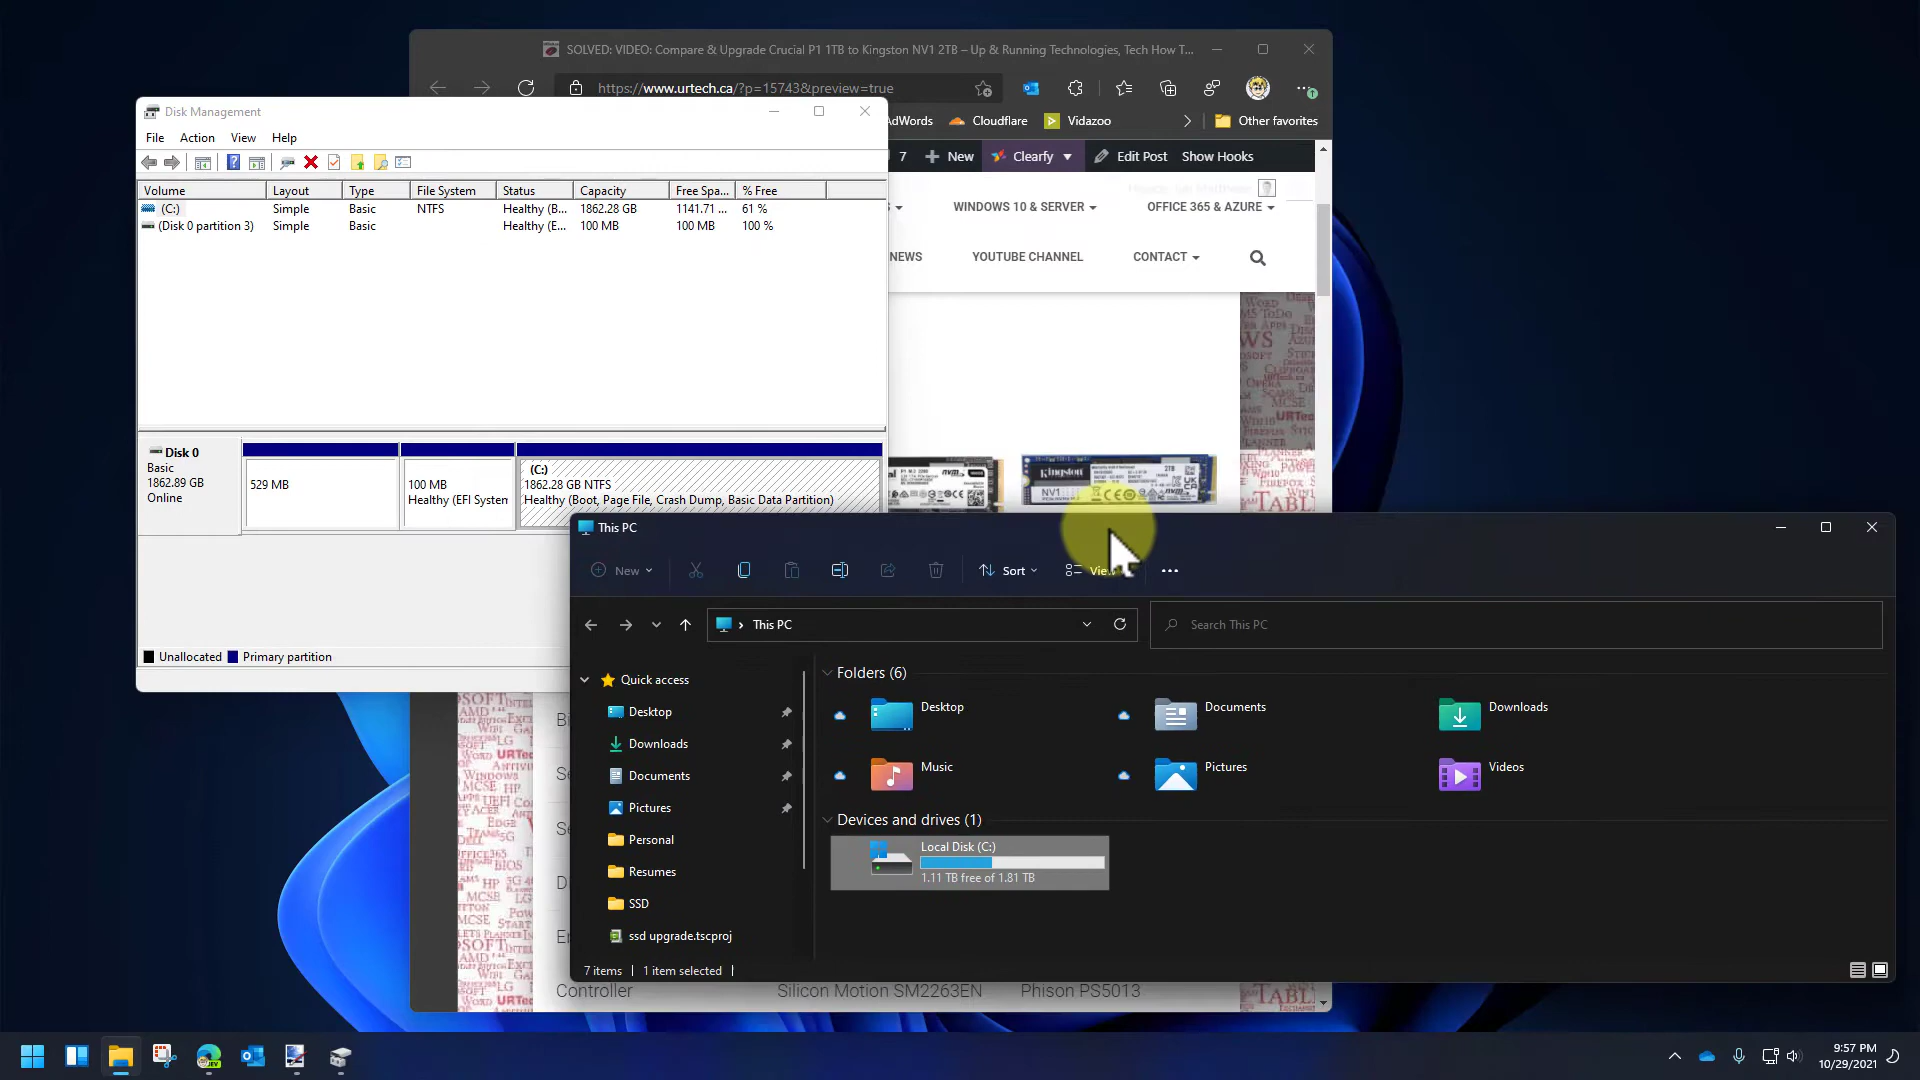 SOLVED: VIDEO: Compare & Upgrade Crucial P1 1TB to Kingston NV1 2TB – Up & Running Technologies, Tech How T...
https://www.urtech.ca/?p=15743&preview=true
AdWords Cloudflare Vidazoo Other favorites
7 New Clearfy Edit Post Show Hooks
WINDOWS 10 & SERVER OFFICE 365 & AZURE
NEWS YOUTUBE CHANNEL CONTACT
Disk Management
File Action View Help
Volume Layout Type File System Status Capacity Free Spa... % Free
(C:) Simple Basic NTFS Healthy (B... 1862.28 GB 1141.71 ... 61 %
(Disk 0 partition 3) Simple Basic Healthy (E... 100 MB 100 MB 100 %
Disk 0
Basic
1862.89 GB
Online
529 MB
100 MB
Healthy (EFI System
(C:)
1862.28 GB NTFS
Healthy (Boot, Page File, Crash Dump, Basic Data Partition)
Unallocated Primary partition
Kingston
NV1
2TB
This PC
New Sort View
This PC
Search This PC
Quick access
Desktop
Downloads
Documents
Pictures
Personal
Resumes
SSD
ssd upgrade.tscproj
Folders (6)
Desktop Documents Downloads
Music Pictures Videos
Devices and drives (1)
Local Disk (C:)
1.11 TB free of 1.81 TB
7 items 1 item selected
Controller Silicon Motion SM2263EN Phison PS5013
9:57 PM
10/29/2021